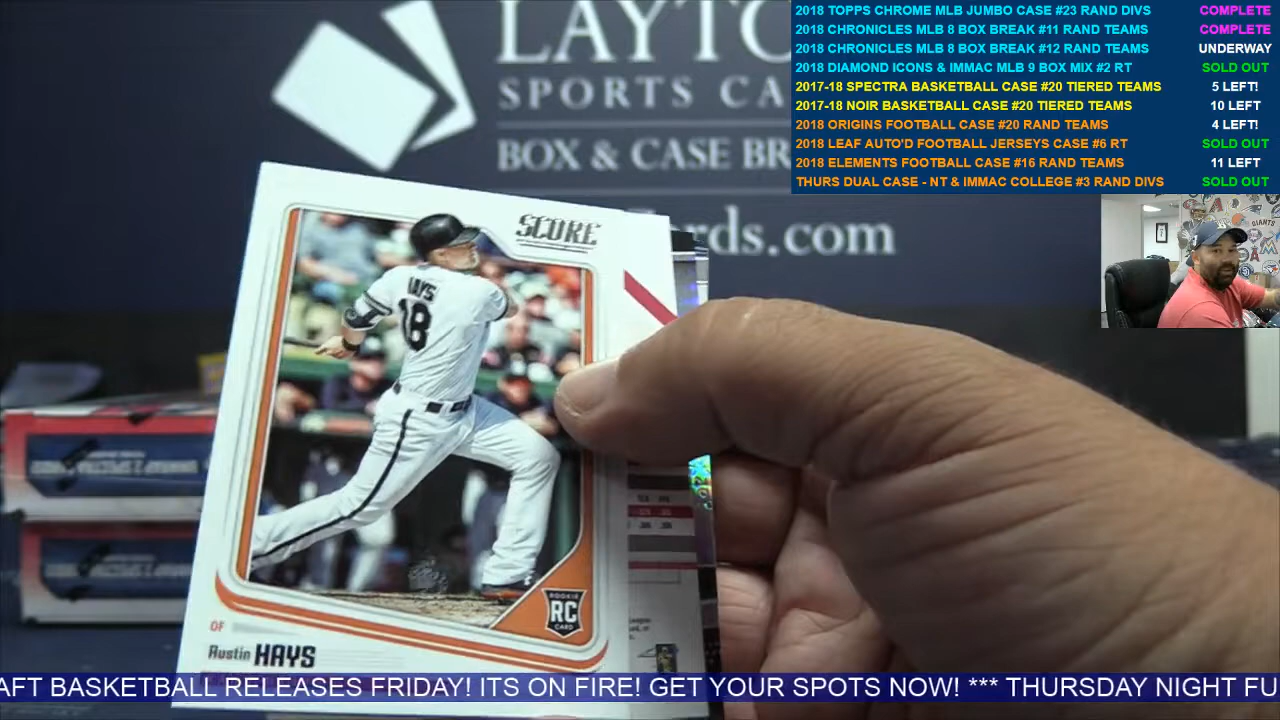 LAYTO
SPORTS CA
BOX & CASE BR
rds.com
2018 TOPPS CHROME MLB JUMBO CASE #23 RAND DIVS COMPLETE
2018 CHRONICLES MLB 8 BOX BREAK #11 RAND TEAMS COMPLETE
2018 CHRONICLES MLB 8 BOX BREAK #12 RAND TEAMS UNDERWAY
2018 DIAMOND ICONS & IMMAC MLB 9 BOX MIX #2 RT SOLD OUT
2017-18 SPECTRA BASKETBALL CASE #20 TIERED TEAMS 5 LEFT!
2017-18 NOIR BASKETBALL CASE #20 TIERED TEAMS 10 LEFT
2018 ORIGINS FOOTBALL CASE #20 RAND TEAMS 4 LEFT!
2018 LEAF AUTO'D FOOTBALL JERSEYS CASE #6 RT SOLD OUT
2018 ELEMENTS FOOTBALL CASE #16 RAND TEAMS 11 LEFT
THURS DUAL CASE - NT & IMMAC COLLEGE #3 RAND DIVS SOLD OUT
GIANTS
SCORE
HAYS
18
ROOKIE
RC
CARD
OF
Austin HAYS
AFT BASKETBALL RELEASES FRIDAY! ITS ON FIRE! GET YOUR SPOTS NOW! *** THURSDAY NIGHT FU